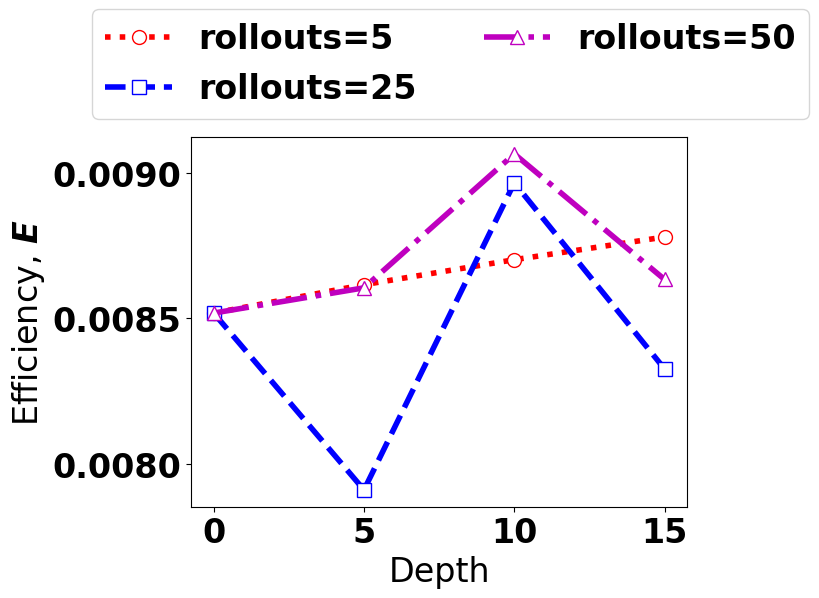 rollouts=5
rollouts=50
rollouts=25
0.0090
0.0085
0.0080
Efficiency, E
0
5
10
15
Depth